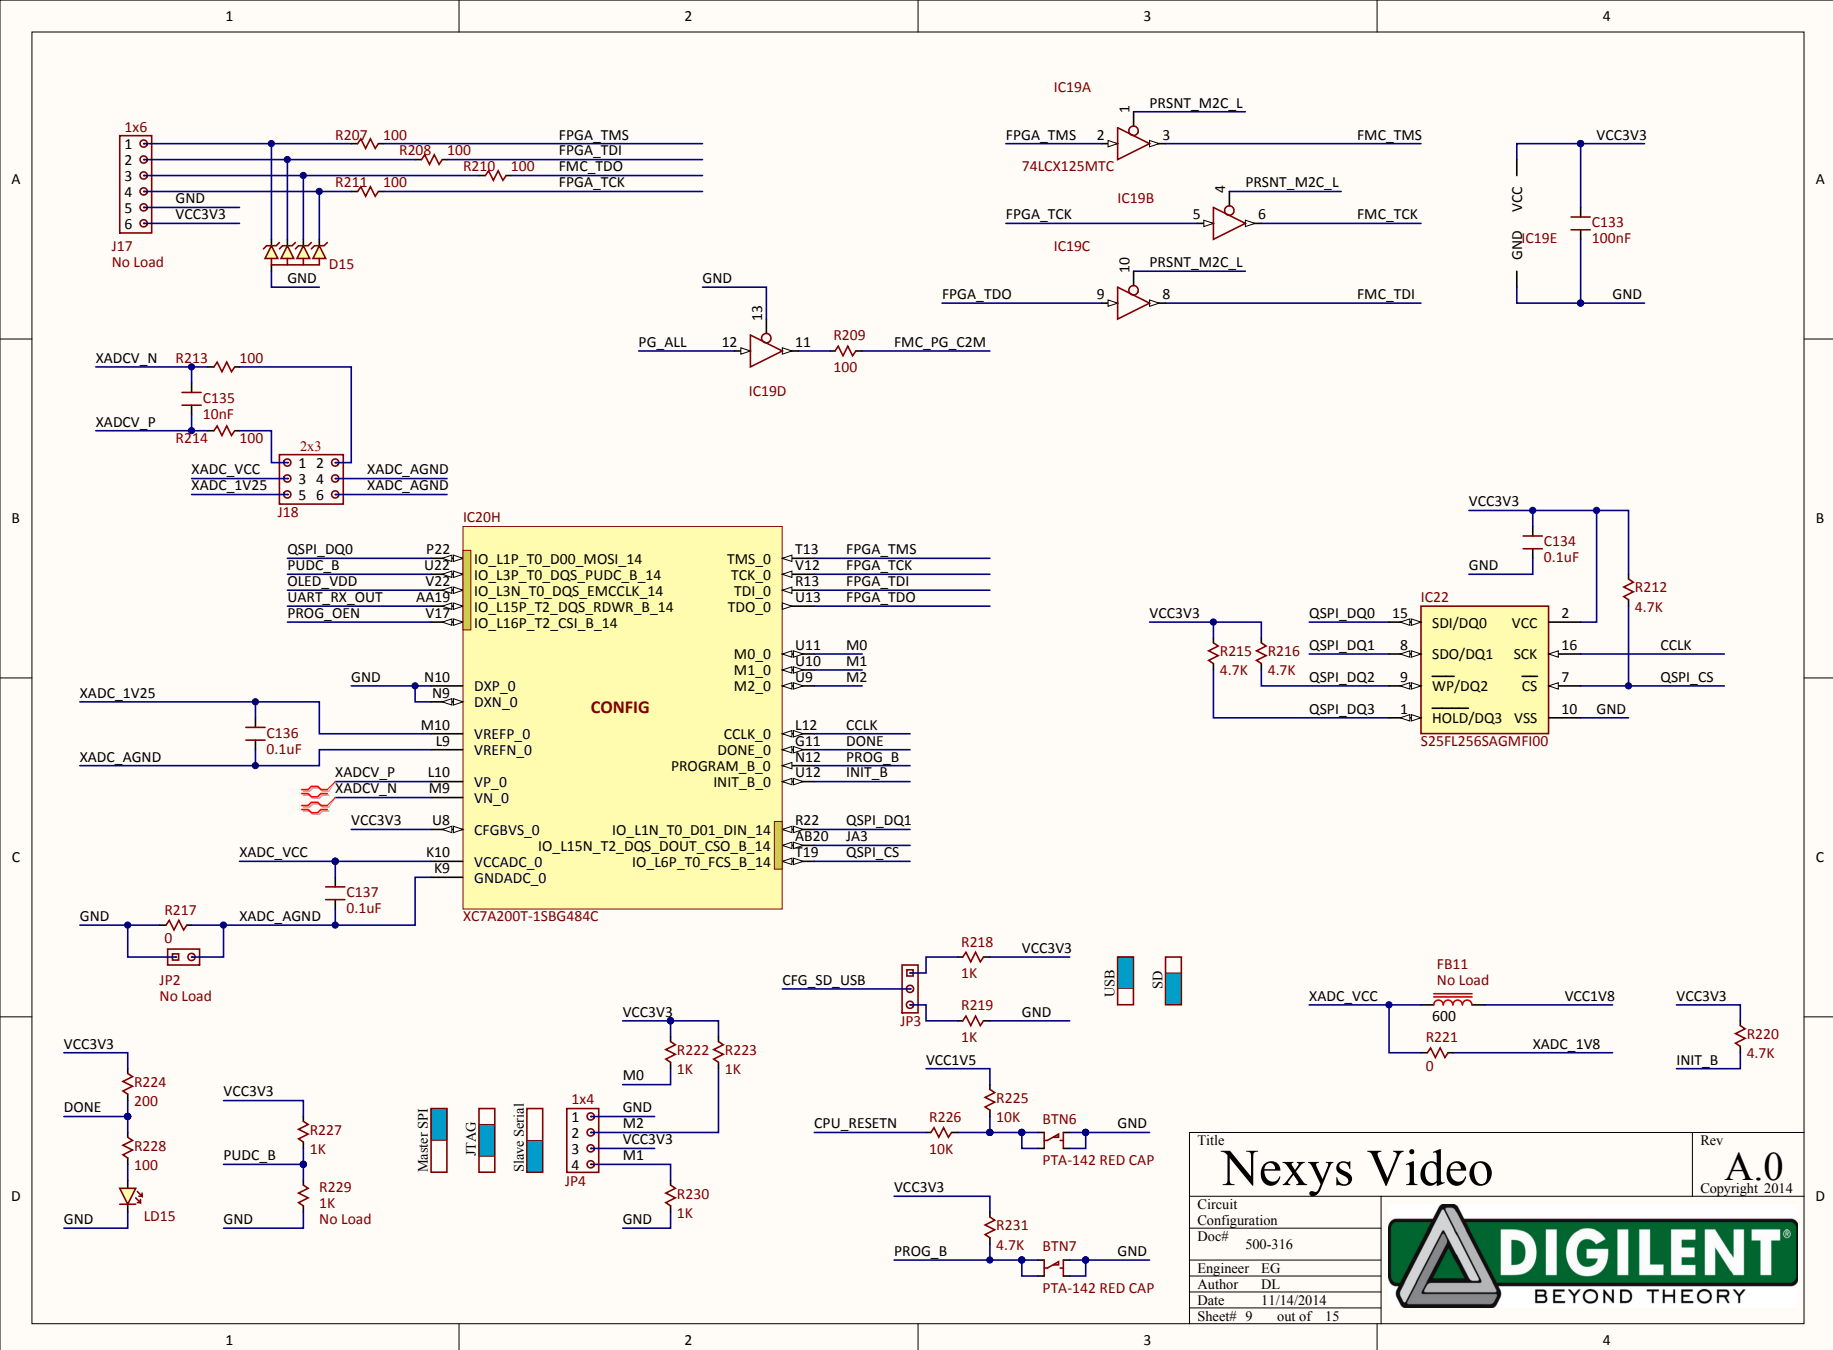 1 2 3 4
A A
B B
C C
D D
1x6
1
2
3
4
5
6
J17
No Load
R207 100 FPGA_TMS
R208 100 FPGA_TDI
R210 100 FMC_TDO
R211 100 FPGA_TCK
GND
VCC3V3
D15
GND
IC19A
1 PRSNT_M2C_L
FPGA_TMS 2 3 FMC_TMS
74LCX125MTC
IC19B
4 PRSNT_M2C_L
FPGA_TCK 5 6 FMC_TCK
IC19C
10 PRSNT_M2C_L
FPGA_TDO 9 8 FMC_TDI
VCC3V3
VCC
GND
IC19E
C133
100nF
GND
GND
13
PG_ALL 12 11 R209 FMC_PG_C2M
100
IC19D
XADCV_N R213 100
C135
10nF
XADCV_P
R214 100
2x3
1 2
XADC_VCC 3 4 XADC_AGND
XADC_1V25 5 6 XADC_AGND
J18
IC20H
QSPI_DQ0 P22 IO_L1P_T0_D00_MOSI_14
PUDC_B U22 IO_L3P_T0_DQS_PUDC_B_14
OLED_VDD V22 IO_L3N_T0_DQS_EMCCLK_14
UART_RX_OUT AA19 IO_L15P_T2_DQS_RDWR_B_14
PROG_OEN V17 IO_L16P_T2_CSI_B_14
TMS_0 T13 FPGA_TMS
TCK_0 V12 FPGA_TCK
TDI_0 R13 FPGA_TDI
TDO_0 U13 FPGA_TDO
M0_0 U11 M0
M1_0 U10 M1
M2_0 U9 M2
GND N10 DXP_0
N9 DXN_0
CONFIG
XADC_1V25
M10 VREFP_0
L9 VREFN_0
C136
0.1uF
XADC_AGND
XADCV_P L10 VP_0
XADCV_N M9 VN_0
VCC3V3 U8 CFGBVS_0
XADC_VCC K10 VCCADC_0
K9 GNDADC_0
C137
0.1uF
CCLK_0 L12 CCLK
DONE_0 G11 DONE
PROGRAM_B_0 N12 PROG_B
INIT_B_0 U12 INIT_B
IO_L1N_T0_D01_DIN_14 R22 QSPI_DQ1
IO_L15N_T2_DQS_DOUT_CSO_B_14 AB20 JA3
IO_L6P_T0_FCS_B_14 T19 QSPI_CS
XC7A200T-1SBG484C
GND R217 XADC_AGND
0
JP2
No Load
VCC3V3
C134
0.1uF
GND
R212
4.7K
IC22
VCC3V3
R215
4.7K
R216
4.7K
QSPI_DQ0 15 SDI/DQ0 VCC 2
QSPI_DQ1 8 SDO/DQ1 SCK 16 CCLK
QSPI_DQ2 9 WP/DQ2 CS 7 QSPI_CS
QSPI_DQ3 1 HOLD/DQ3 VSS 10 GND
S25FL256SAGMFI00
R218 VCC3V3
1K
CFG_SD_USB
R219 GND
1K
JP3
USB
SD
FB11
No Load
XADC_VCC VCC1V8
600
R221 XADC_1V8
0
VCC3V3
R220
4.7K
INIT_B
VCC3V3
R224
200
DONE
R228
100
LD15
GND
VCC3V3
R227
1K
PUDC_B
R229
1K
No Load
GND
Master SPI
JTAG
Slave Serial
VCC3V3
R222
1K
R223
1K
M0
1x4
1 GND
2 M2
3 VCC3V3
4 M1
JP4
R230
1K
GND
VCC1V5
R225
10K
CPU_RESETN R226
10K
BTN6 GND
PTA-142 RED CAP
VCC3V3
R231
4.7K
PROG_B
BTN7 GND
PTA-142 RED CAP
Title
Nexys Video
Rev
A.0
Copyright 2014
Circuit
Configuration
Doc# 500-316
Engineer EG
Author DL
Date 11/14/2014
Sheet# 9 out of 15
DIGILENT®
BEYOND THEORY
1 2 3 4